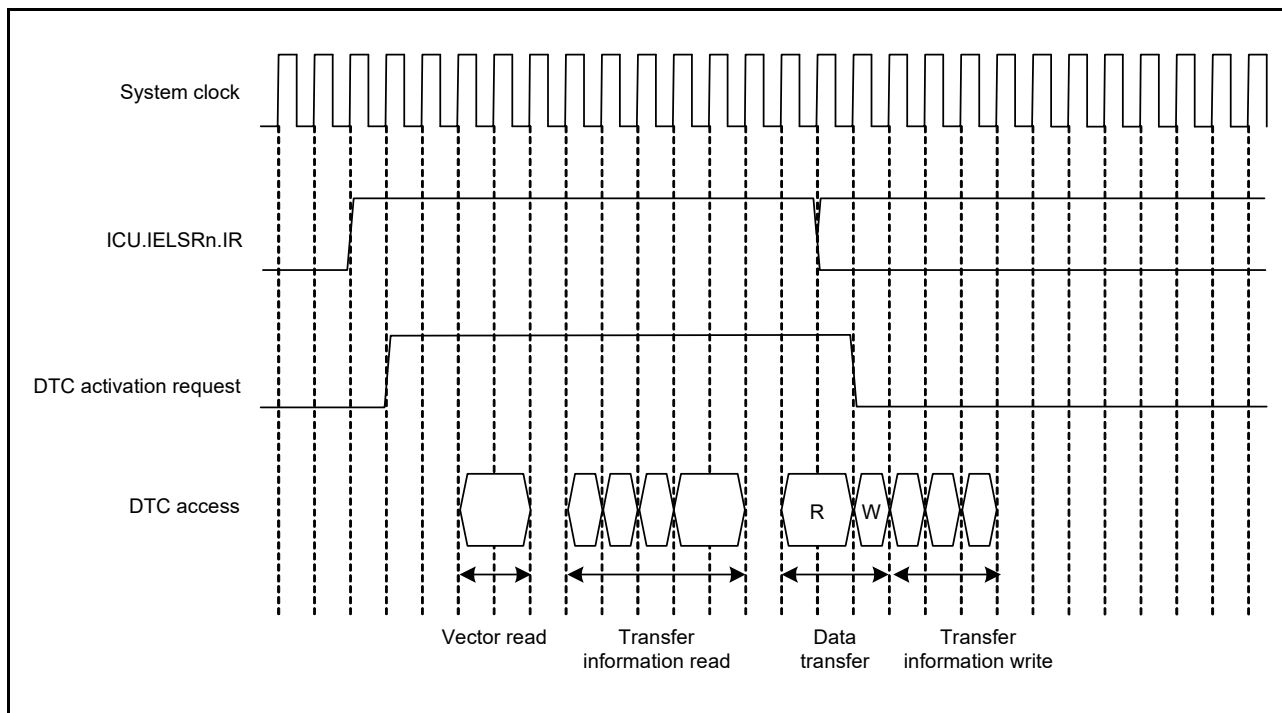 System clock
ICU.IELSRn.IR
DTC activation request
DTC access
R
W
Vector read
Transfer
information read
Data
transfer
Transfer
information write